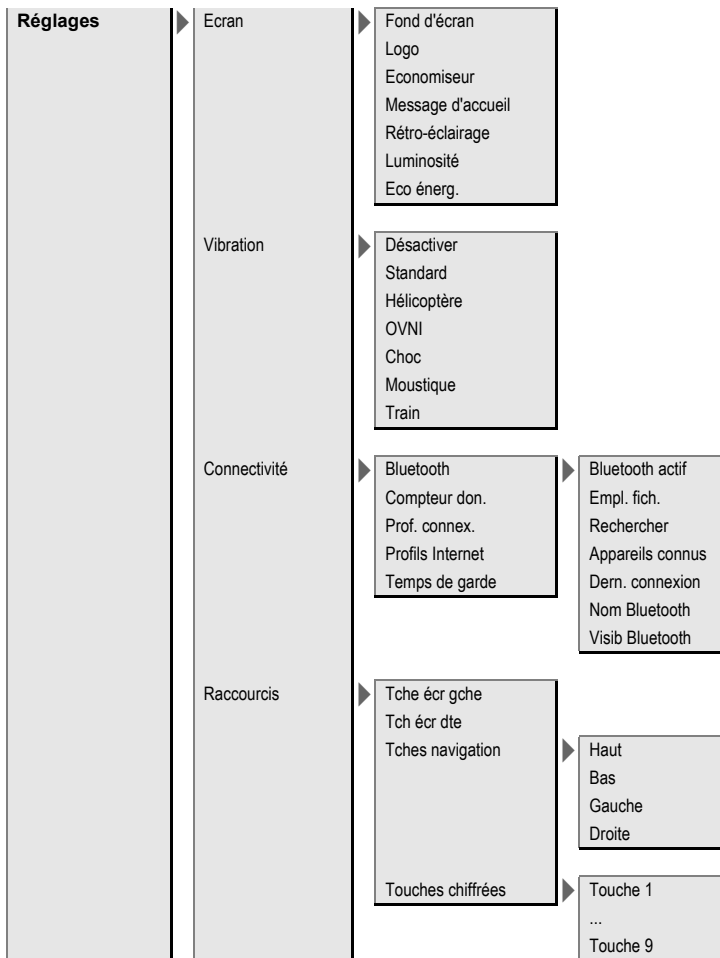 Réglages
Ecran
Fond d'écran
Logo
Economiseur
Message d'accueil
Rétro-éclairage
Luminosité
Eco énerg.
Vibration
Désactiver
Standard
Hélicoptère
OVNI
Choc
Moustique
Train
Connectivité
Bluetooth
Compteur don.
Prof. connex.
Profils Internet
Temps de garde
Bluetooth actif
Empl. fich.
Rechercher
Appareils connus
Dern. connexion
Nom Bluetooth
Visib Bluetooth
Raccourcis
Tche écr gche
Tch écr dte
Tches navigation
Haut
Bas
Gauche
Droite
Touches chiffrées
Touche 1
...
Touche 9